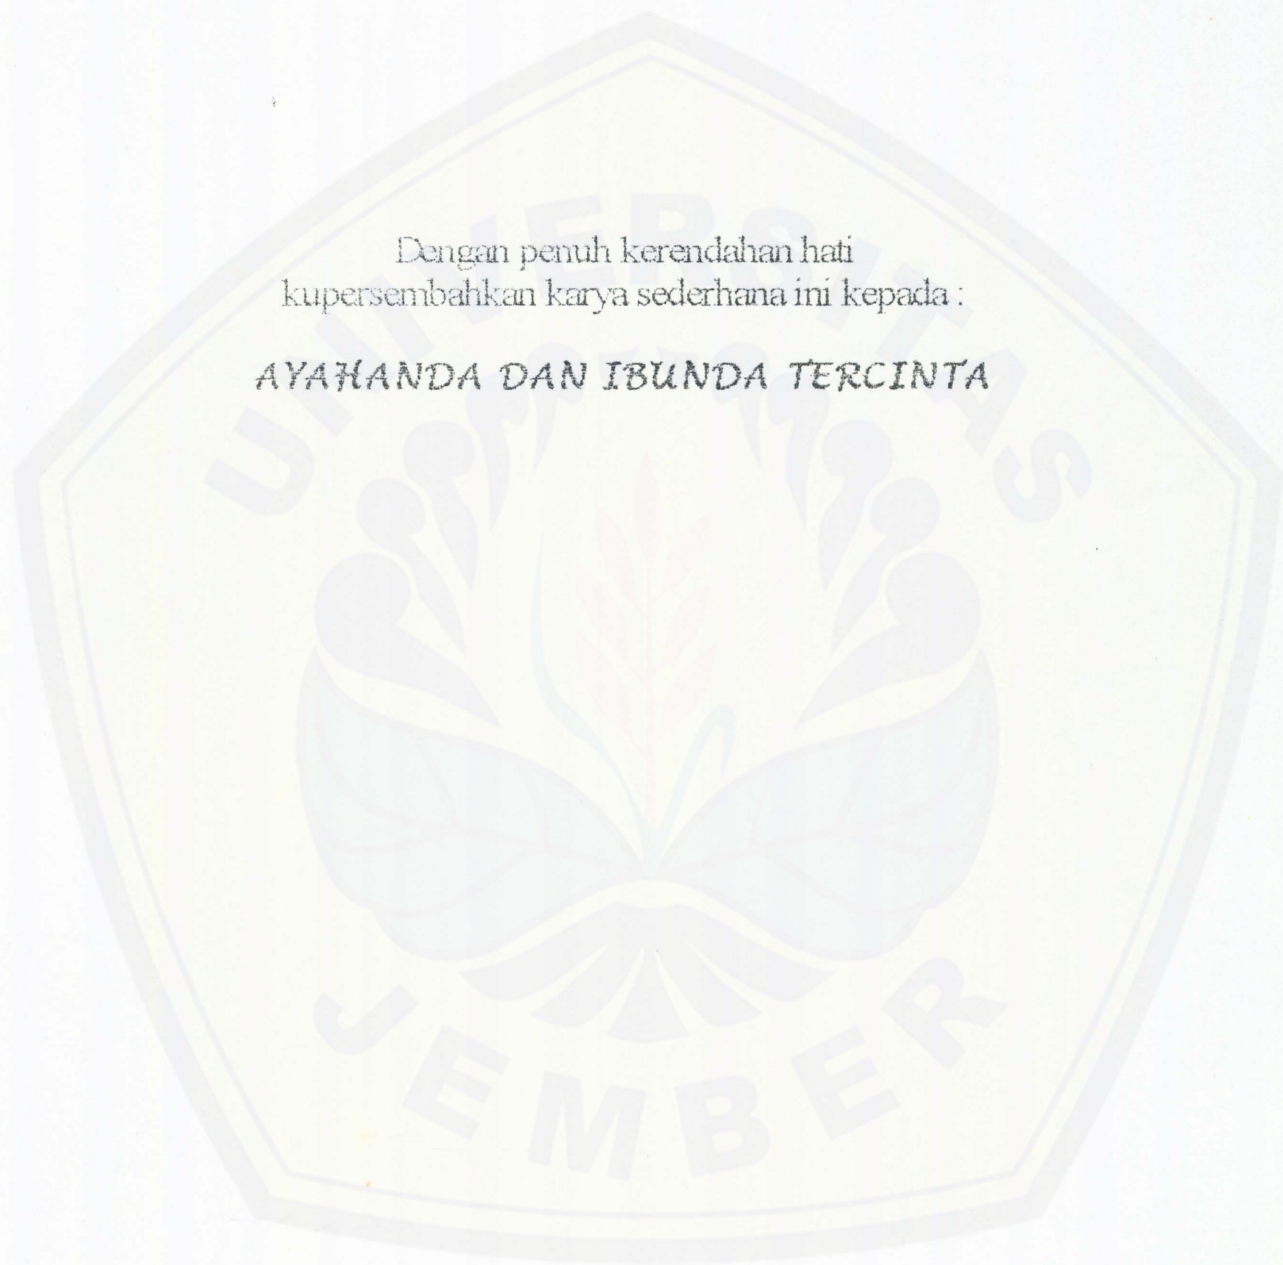 Dengan penuh kerendahan hati
kupersembahkan karya sederhana ini kepada :
AYAHANDA DAN IBUNDA TERCINTA
UNIVERSITAS
JEMBER